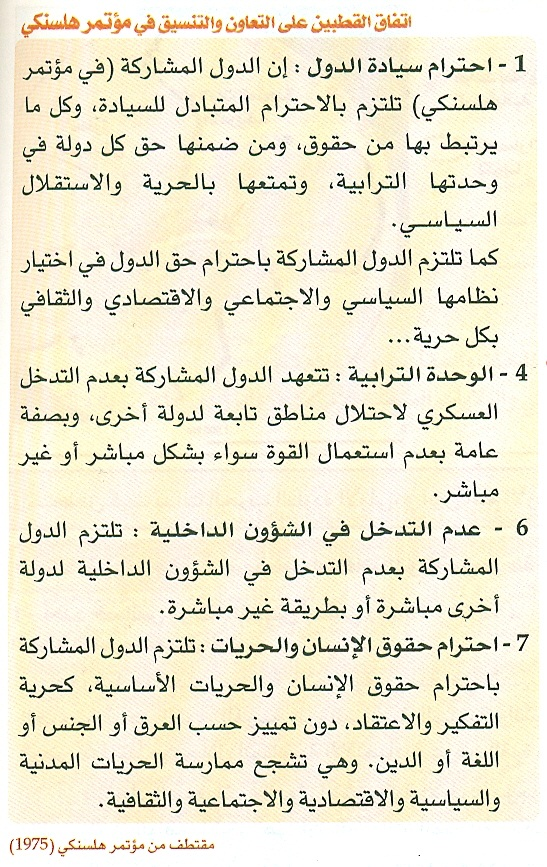 اتفاق القطبين على التعاون والتنسيق في مؤتمر هلسنكي
1 - احترام سيادة الدول : إن الدول المشاركة (في مؤتمر
هلسنكي) تلتزم بالاحترام المتبادل للسيادة، وكل ما
يرتبط بها من حقوق، ومن ضمنها حق كل دولة في
وحدتها الترابية، وتمتعها بالحرية والاستقلال
السياسي.
كما تلتزم الدول المشاركة باحترام حق الدول في اختيار
نظامها السياسي والاجتماعي والاقتصادي والثقافي
بكل حرية...
4 - الوحدة الترابية : تتعهد الدول المشاركة بعدم التدخل
العسكري لاحتلال مناطق تابعة لدولة أخرى، وبصفة
عامة بعدم استعمال القوة سواء بشكل مباشر أو غير
مباشر.
6 - عدم التدخل في الشؤون الداخلية : تلتزم الدول
المشاركة بعدم التدخل في الشؤون الداخلية لدولة
أخرى مباشرة أو بطريقة غير مباشرة.
7 - احترام حقوق الإنسان والحريات : تلتزم الدول المشاركة
باحترام حقوق الإنسان والحريات الأساسية، كحرية
التفكير والاعتقاد، دون تمييز حسب العرق أو الجنس أو
اللغة أو الدين. وهي تشجع ممارسة الحريات المدنية
والسياسية والاقتصادية والاجتماعية والثقافية.
مقتطف من مؤتمر هلسنكي (1975)